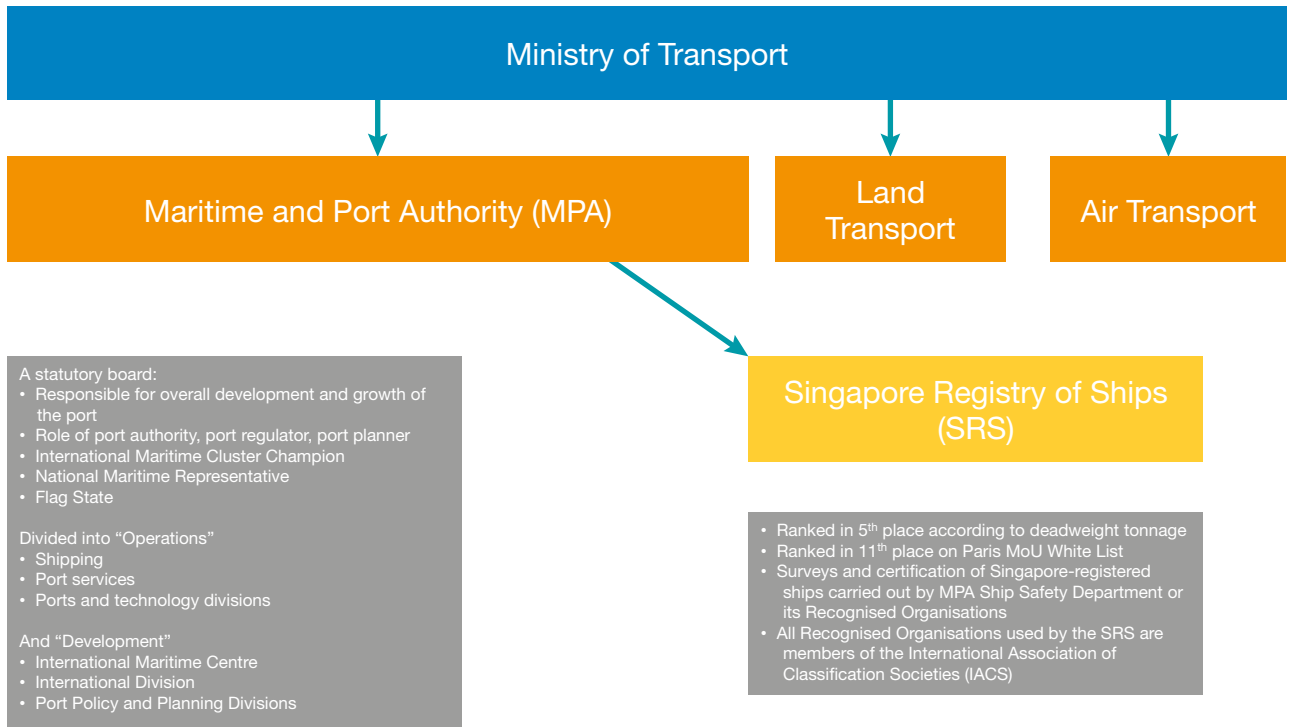 Ministry of Transport
Maritime and Port Authority (MPA)
Land
Transport
Air Transport
A statutory board:
• Responsible for overall development and growth of
the port
• Role of port authority, port regulator, port planner
• International Maritime Cluster Champion
• National Maritime Representative
• Flag State
Divided into “Operations”
• Shipping
• Port services
• Ports and technology divisions
And “Development”
• International Maritime Centre
• International Division
• Port Policy and Planning Divisions
Singapore Registry of Ships
(SRS)
• Ranked in 5th place according to deadweight tonnage
• Ranked in 11th place on Paris MoU White List
• Surveys and certification of Singapore-registered
ships carried out by MPA Ship Safety Department or
its Recognised Organisations
• All Recognised Organisations used by the SRS are
members of the International Association of
Classification Societies (IACS)